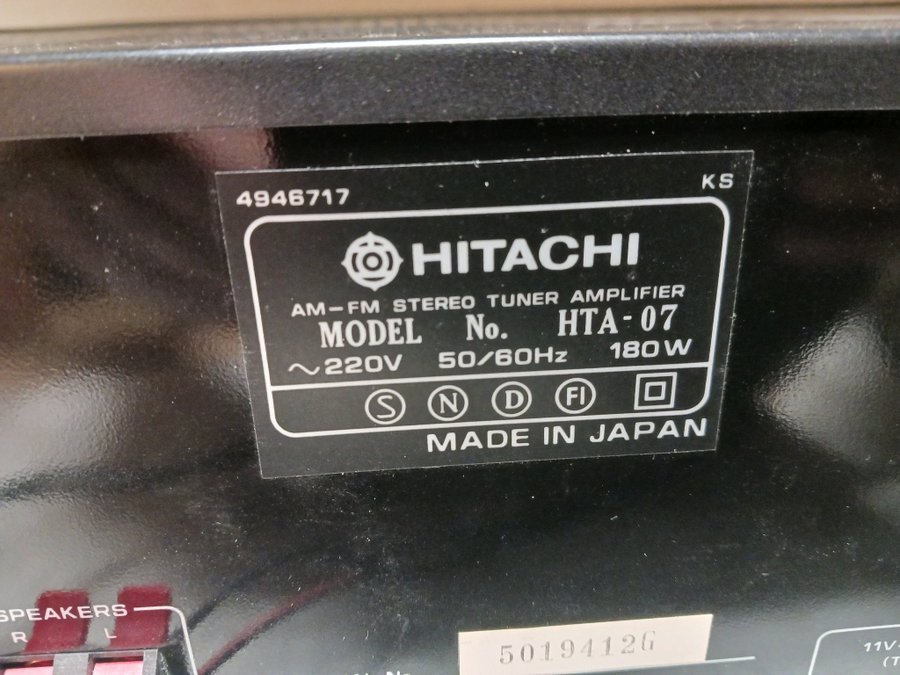 4946717 KS
HITACHI
AM-FM STEREO TUNER AMPLIFIER
MODEL No. HTA-07
~220V 50/60Hz 180W
S N D FI
MADE IN JAPAN
SPEAKERS
R L
5019412G
11V
(T